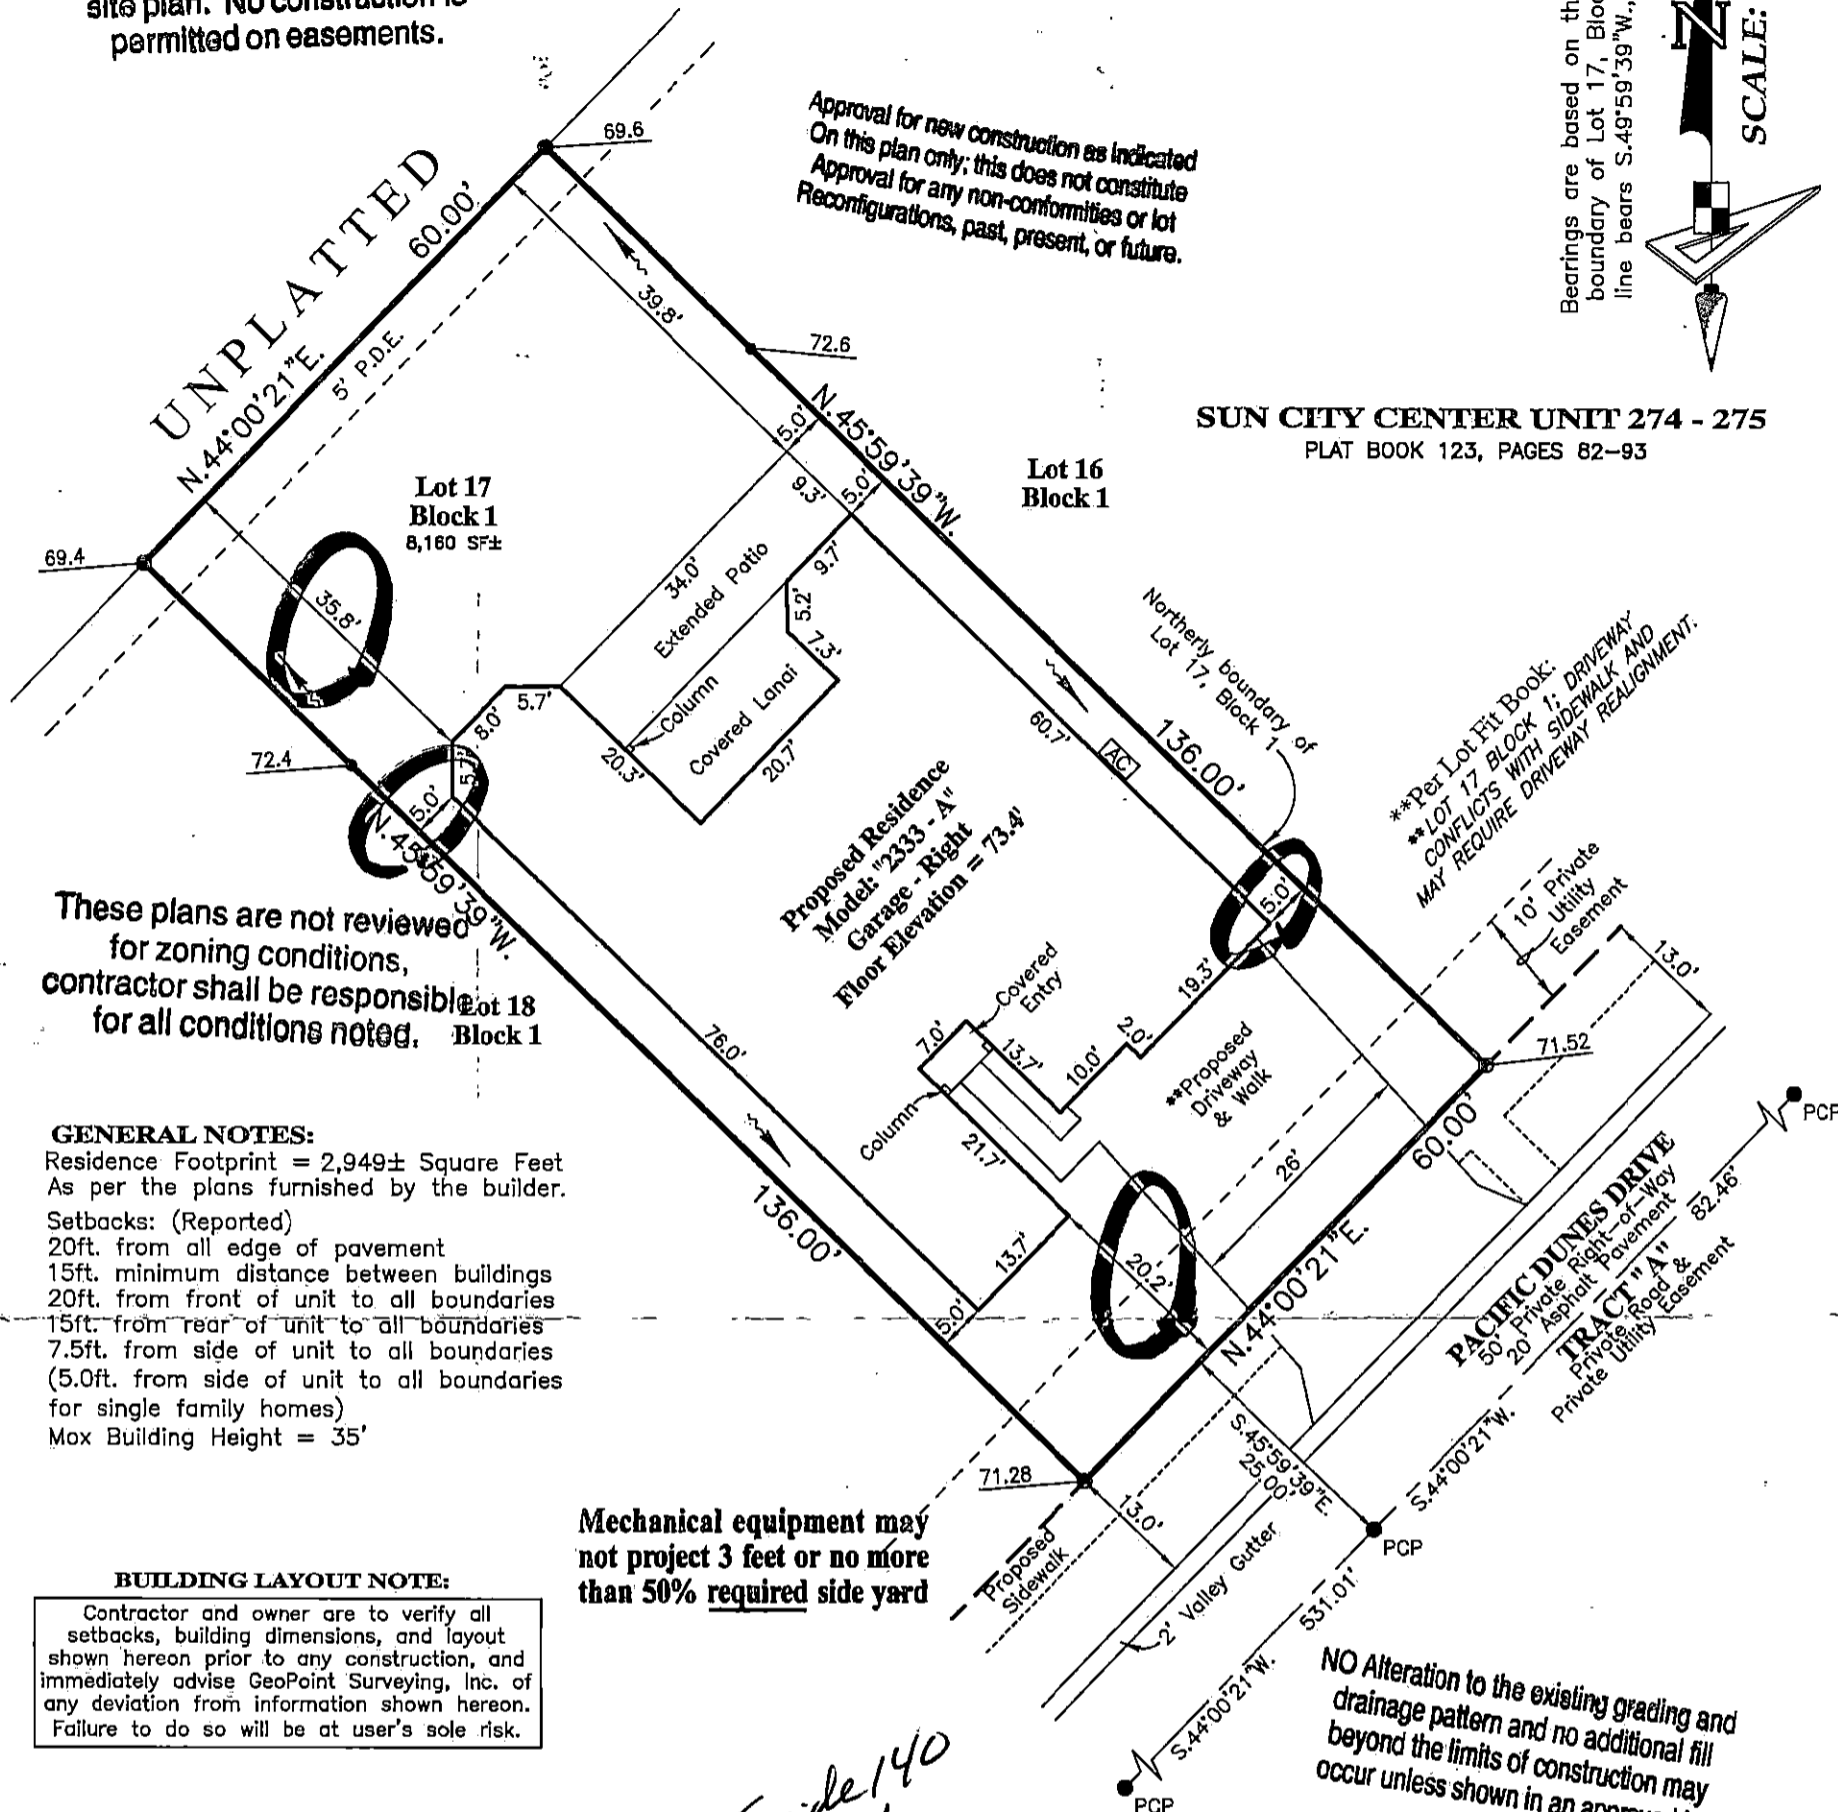 site plan. No construction is
permitted on easements.
Approval for new construction as indicated
On this plan only; this does not constitute
Approval for any non-conformities or lot
Reconfigurations, past, present, or future.
Bearings are based on th
boundary of Lot 17, Bloc
line bears S.49°59'39"W.,
N
SCALE:
SUN CITY CENTER UNIT 274 - 275
PLAT BOOK 123, PAGES 82-93
UNPLATTED
69.6
60.00'
N.44°00'21"E.
5' P.D.E.
39.8'
72.6
5.0'
N.45°59'39"W.
9.3'
5.0'
Lot 16
Block 1
Lot 17
Block 1
8,160 SF±
69.4
35.8'
34.0'
Extended Patio
9.7'
5.2'
7.3'
Column
Covered Lanai
5.7'
8.0'
20.3'
20.7'
72.4
5.7'
5.0'
N.45°59'39"W.
60.7'
AC
136.00'
Northerly boundary of
Lot 17, Block 1
**Per Lot Fit Book:
**LOT 17 BLOCK 1; DRIVEWAY
CONFLICTS WITH SIDEWALK AND
MAY REQUIRE DRIVEWAY REALIGNMENT.
Proposed Residence
Model: "2333 - A"
Garage - Right
Floor Elevation = 73.4'
5.0'
10' Private
Utility
Easement
13.0'
These plans are not reviewed
for zoning conditions,
contractor shall be responsible
for all conditions noted.
Lot 18
Block 1
76.0'
Covered
Entry
7.0'
13.7'
10.0'
2.0'
19.3'
Column
21.7'
**Proposed
Driveway
& Walk
71.52
PCP
26'
60.00'
136.00'
13.7'
20.2'
5.0'
N.44°00'21"E.
PACIFIC DUNES DRIVE
50' Private Right-of-Way
20' Asphalt Pavement
TRACT "A"
Private Road &
Private Utility Easement
82.46'
S.44°00'21"W.
GENERAL NOTES:
Residence Footprint = 2,949± Square Feet
As per the plans furnished by the builder.
Setbacks: (Reported)
20ft. from all edge of pavement
15ft. minimum distance between buildings
20ft. from front of unit to all boundaries
15ft. from rear of unit to all boundaries
7.5ft. from side of unit to all boundaries
(5.0ft. from side of unit to all boundaries
for single family homes)
Max Building Height = 35'
71.28
13.0'
S.45°59'39"E.
25.00'
PCP
Mechanical equipment may
not project 3 feet or no more
than 50% required side yard
Proposed
Sidewalk
2' Valley Gutter
531.01'
S.44°00'21"W.
PCP
BUILDING LAYOUT NOTE:
Contractor and owner are to verify all
setbacks, building dimensions, and layout
shown hereon prior to any construction, and
immediately advise GeoPoint Surveying, Inc. of
any deviation from information shown hereon.
Failure to do so will be at user's sole risk.
140
NO Alteration to the existing grading and
drainage pattern and no additional fill
beyond the limits of construction may
occur unless shown in an